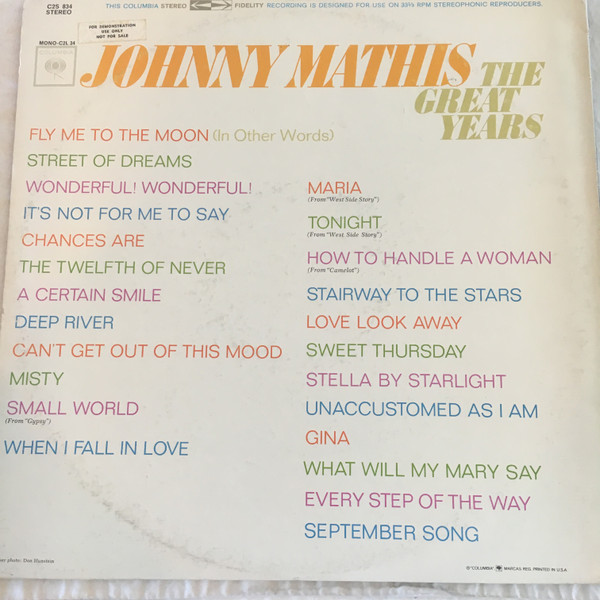 C2S 834
STEREO
THIS COLUMBIA STEREO FIDELITY RECORDING IS DESIGNED FOR USE ON 33⅓ RPM STEREOPHONIC REPRODUCERS.
FOR DEMONSTRATION
USE ONLY
NOT FOR SALE
MONO-C2L 34
JOHNNY MATHIS THE
GREAT
YEARS
FLY ME TO THE MOON (In Other Words)
STREET OF DREAMS
WONDERFUL! WONDERFUL!
IT'S NOT FOR ME TO SAY
CHANCES ARE
THE TWELFTH OF NEVER
A CERTAIN SMILE
DEEP RIVER
CAN'T GET OUT OF THIS MOOD
MISTY
SMALL WORLD
(From "Gypsy")
WHEN I FALL IN LOVE
MARIA
(From "West Side Story")
TONIGHT
(From "West Side Story")
HOW TO HANDLE A WOMAN
(From "Camelot")
STAIRWAY TO THE STARS
LOVE LOOK AWAY
SWEET THURSDAY
STELLA BY STARLIGHT
UNACCUSTOMED AS I AM
GINA
WHAT WILL MY MARY SAY
EVERY STEP OF THE WAY
SEPTEMBER SONG
photo: Don Hunstein
® "COLUMBIA" MARCAS REG. PRINTED IN U.S.A.